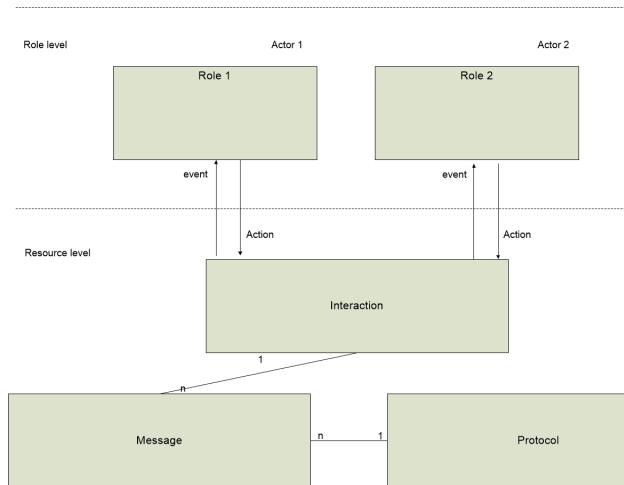 Role level
Actor 1
Actor 2
Role 1
Role 2
event
event
Action
Action
Resource level
Interaction
1
n
Message
n
1
Protocol